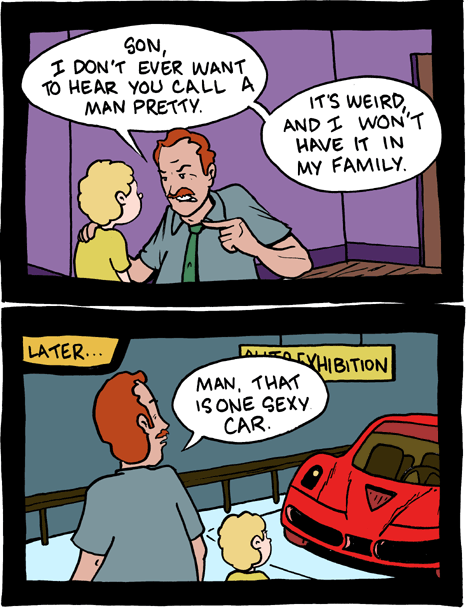 SON,
I DON'T EVER WANT
TO HEAR YOU CALL A
MAN PRETTY.
IT'S WEIRD,
AND I WON'T
HAVE IT IN
MY FAMILY.
LATER...
AUTO EXHIBITION
MAN, THAT
IS ONE SEXY
CAR.